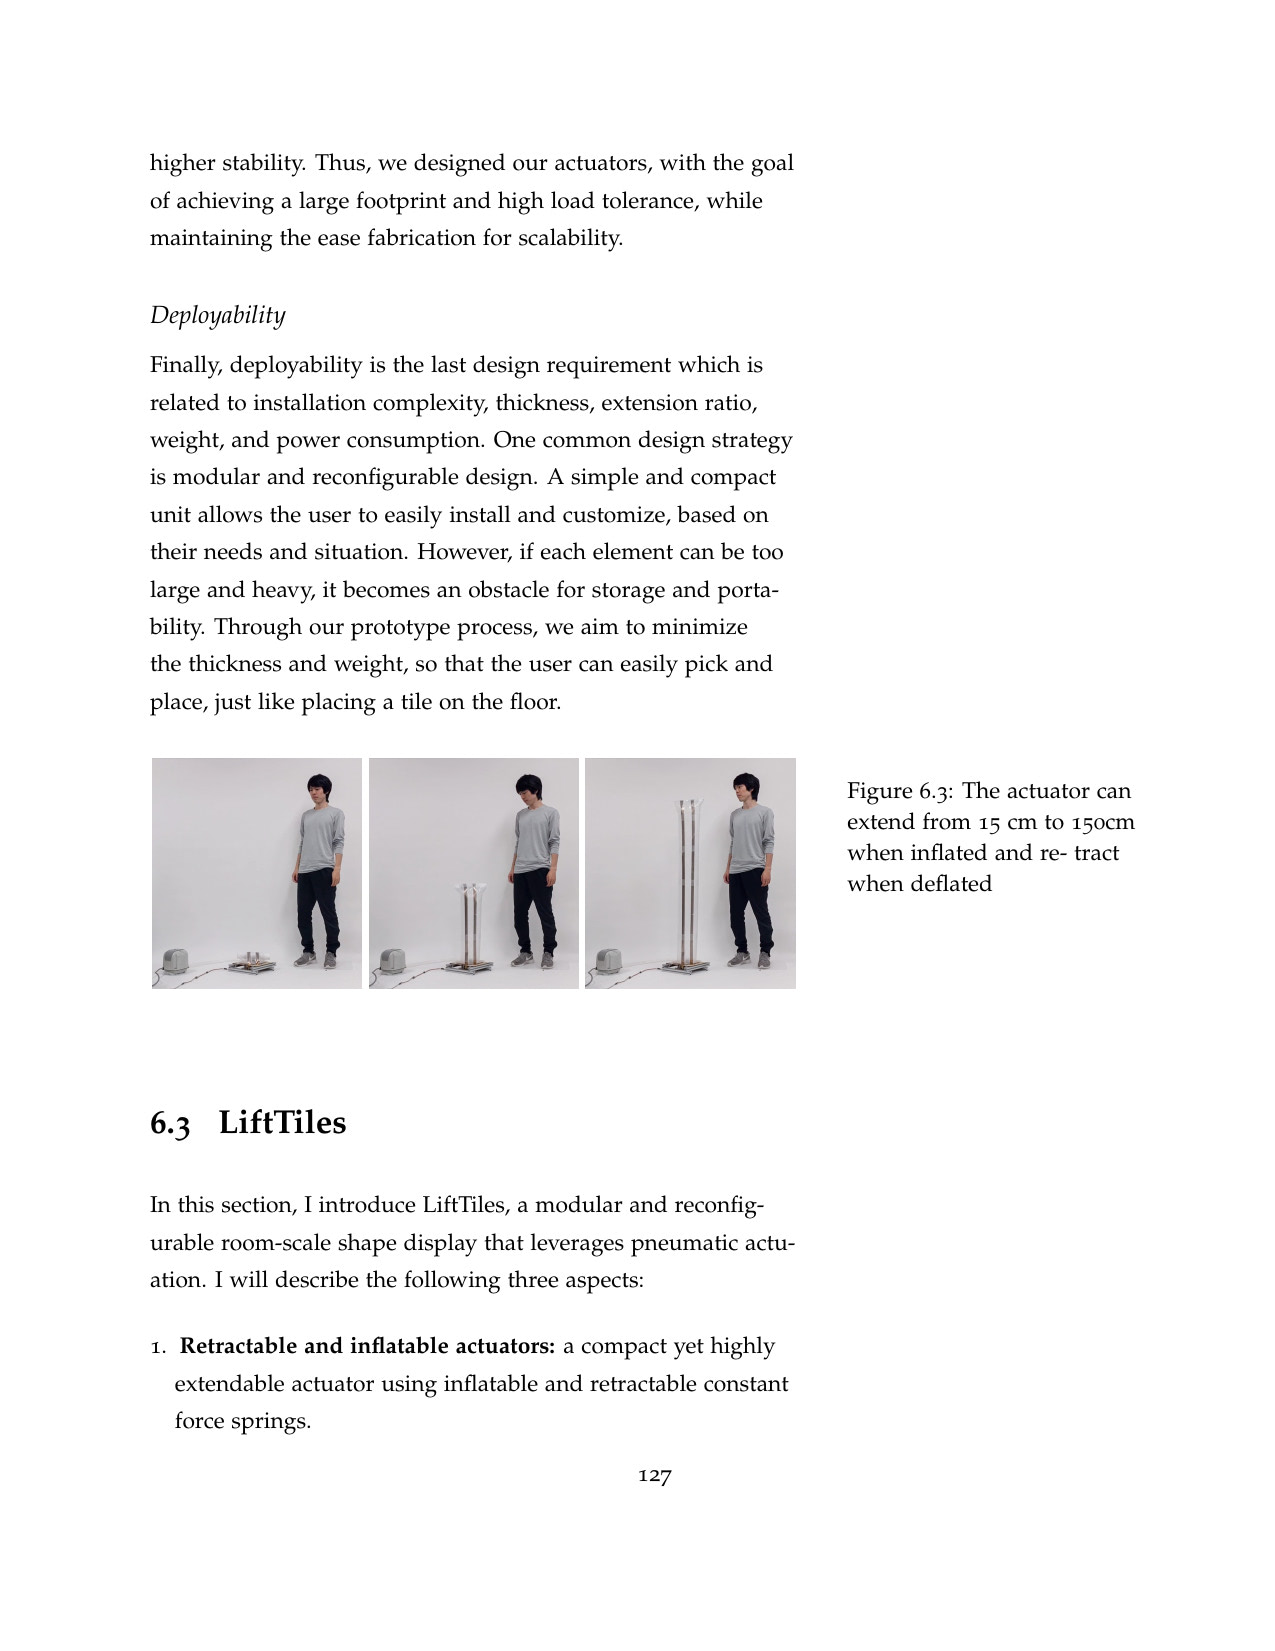 higher stability. Thus, we designed our actuators, with the goal
of achieving a large footprint and high load tolerance, while
maintaining the ease fabrication for scalability.
Deployability
Finally, deployability is the last design requirement which is
related to installation complexity, thickness, extension ratio,
weight, and power consumption. One common design strategy
is modular and reconfigurable design. A simple and compact
unit allows the user to easily install and customize, based on
their needs and situation. However, if each element can be too
large and heavy, it becomes an obstacle for storage and porta-
bility. Through our prototype process, we aim to minimize
the thickness and weight, so that the user can easily pick and
place, just like placing a tile on the floor.
Figure 6.3: The actuator can
extend from 15 cm to 150cm
when inflated and re- tract
when deflated
6.3 LiftTiles
In this section, I introduce LiftTiles, a modular and reconfig-
urable room-scale shape display that leverages pneumatic actu-
ation. I will describe the following three aspects:
1. Retractable and inflatable actuators: a compact yet highly
extendable actuator using inflatable and retractable constant
force springs.
127